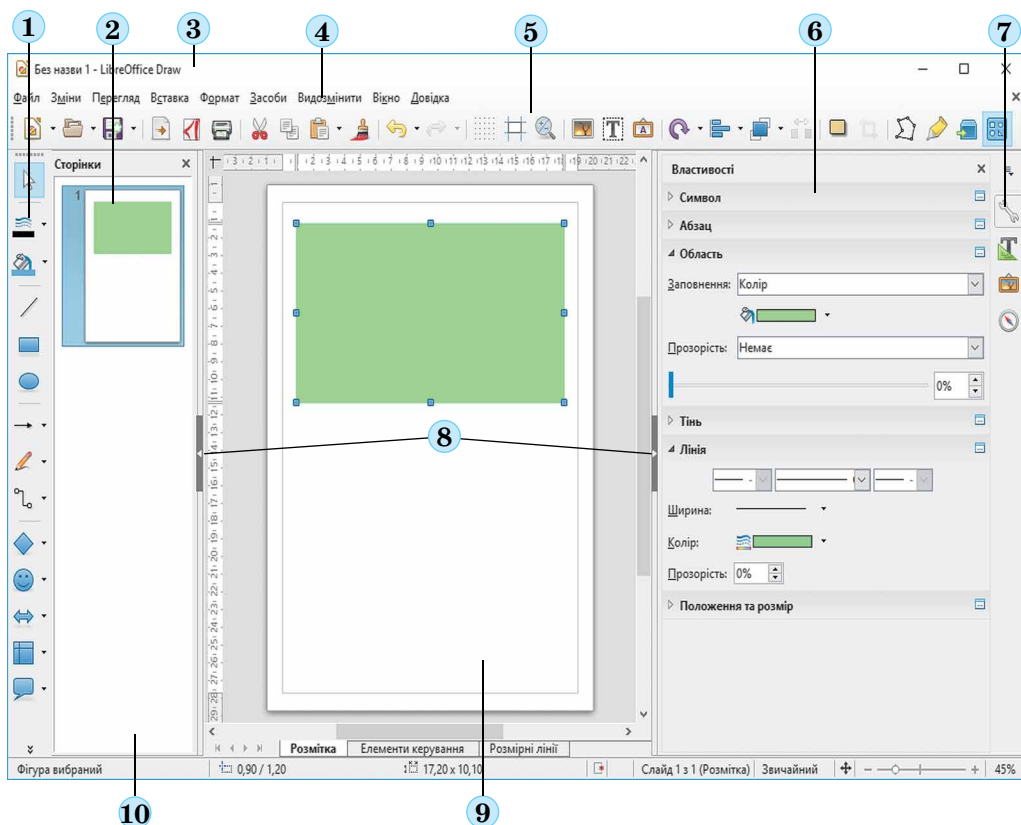 1 2 3 4 5 6 7
Без назви 1 - LibreOffice Draw
Файл Зміни Перегляд Вставка Формат Засоби Видозмінити Вікно Довідка
Сторінки
1
Властивості
Символ
Абзац
Область
Заповнення: Колір
Прозорість: Немає
0%
Тінь
8
Лінія
Ширина:
Колір:
Прозорість: 0%
Положення та розмір
Розмітка Елементи керування Розмірні лінії
Фігура вибраний 0,90 / 1,20 17,20 x 10,10 Слайд 1 з 1 (Розмітка) Звичайний 45%
10 9